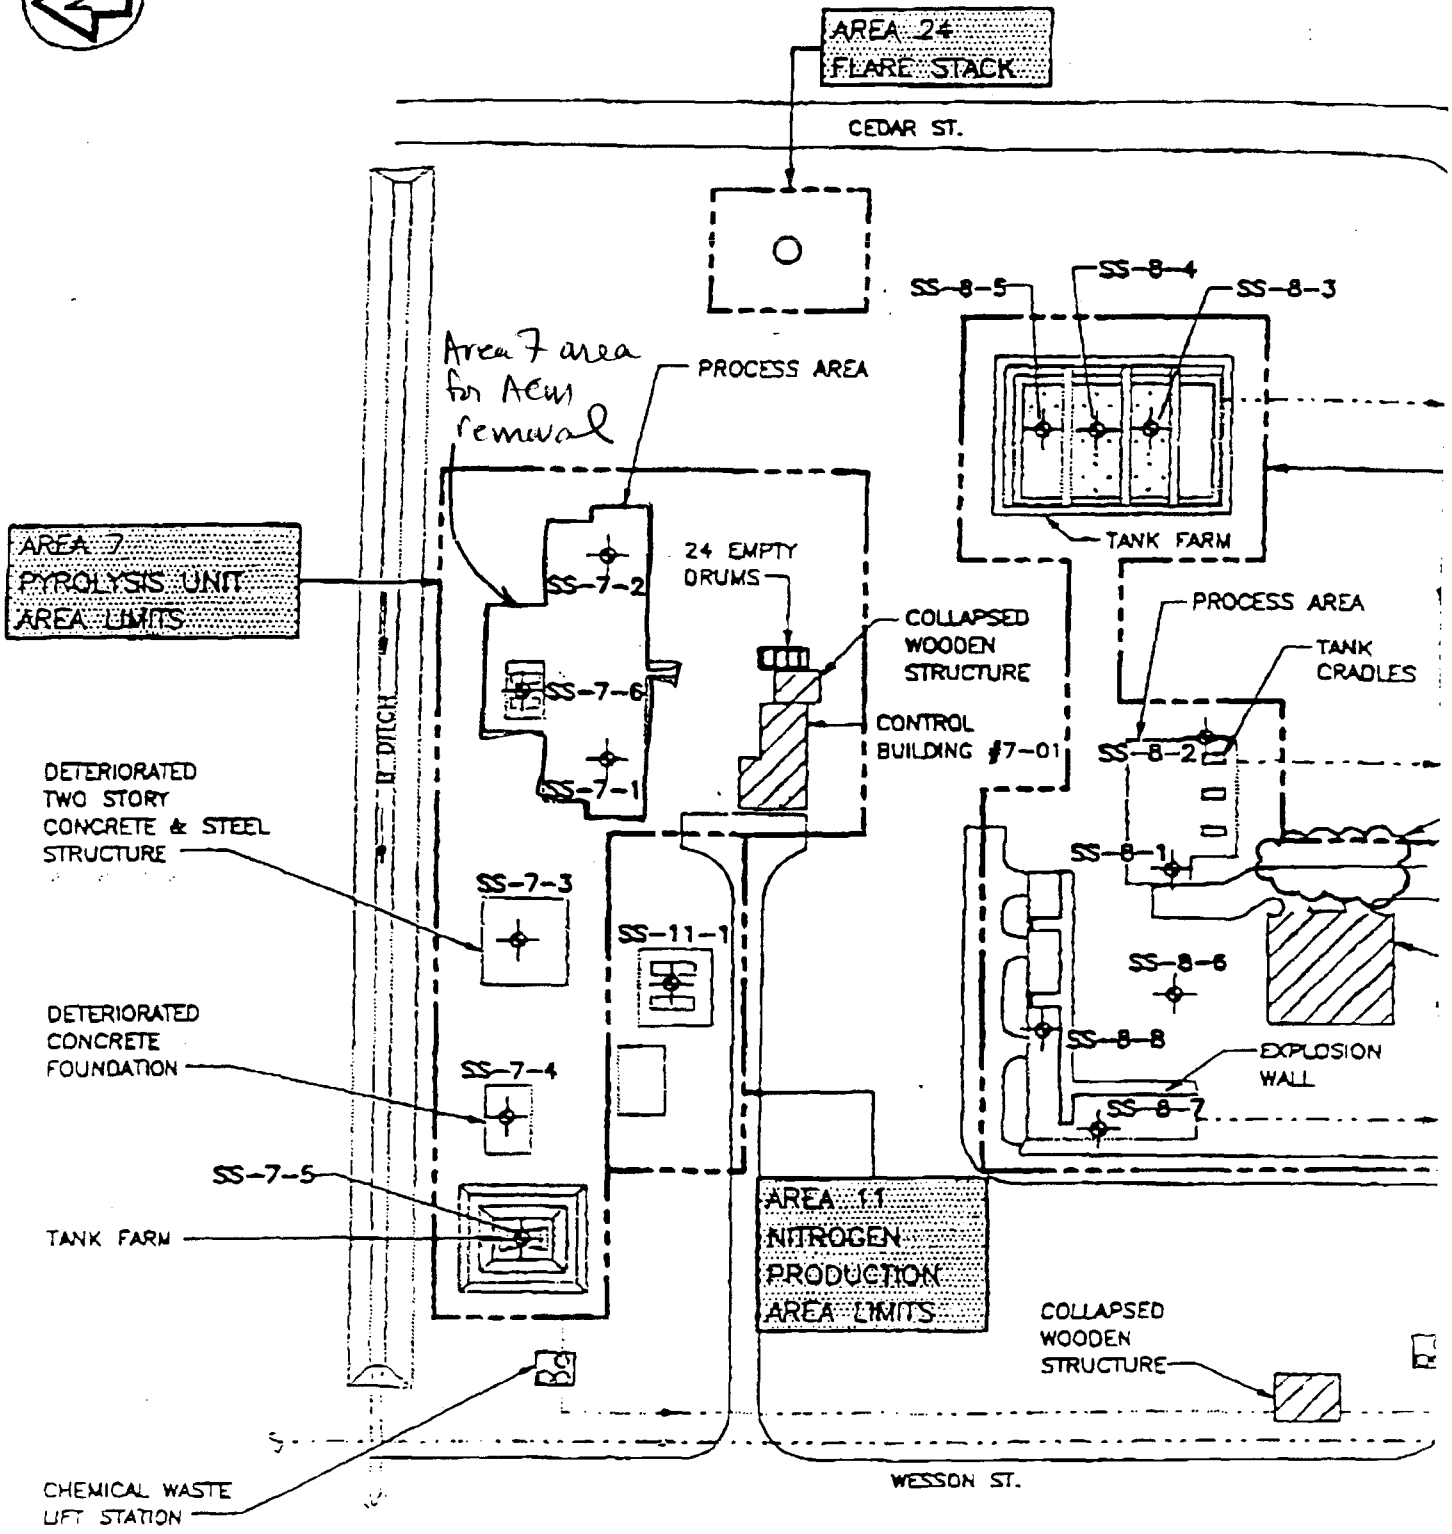 AREA 24
FLARE STACK
CEDAR ST.
SS-8-4
SS-8-5
SS-8-3
Area 7 area
for ACM
removal
PROCESS AREA
TANK FARM
AREA 7
PYROLYSIS UNIT
AREA LIMITS
24 EMPTY
DRUMS
SS-7-2
PROCESS AREA
COLLAPSED
WOODEN
STRUCTURE
TANK
CRADLES
SS-7-6
DITCH
CONTROL
BUILDING #7-01
SS-8-2
SS-7-1
DETERIORATED
TWO STORY
CONCRETE & STEEL
STRUCTURE
SS-8-1
SS-7-3
SS-11-1
SS-8-6
DETERIORATED
CONCRETE
FOUNDATION
SS-8-8
EXPLOSION
WALL
SS-7-4
SS-8-7
SS-7-5
TANK FARM
AREA 11
NITROGEN
PRODUCTION
AREA LIMITS
COLLAPSED
WOODEN
STRUCTURE
WESSON ST.
CHEMICAL WASTE
LIFT STATION